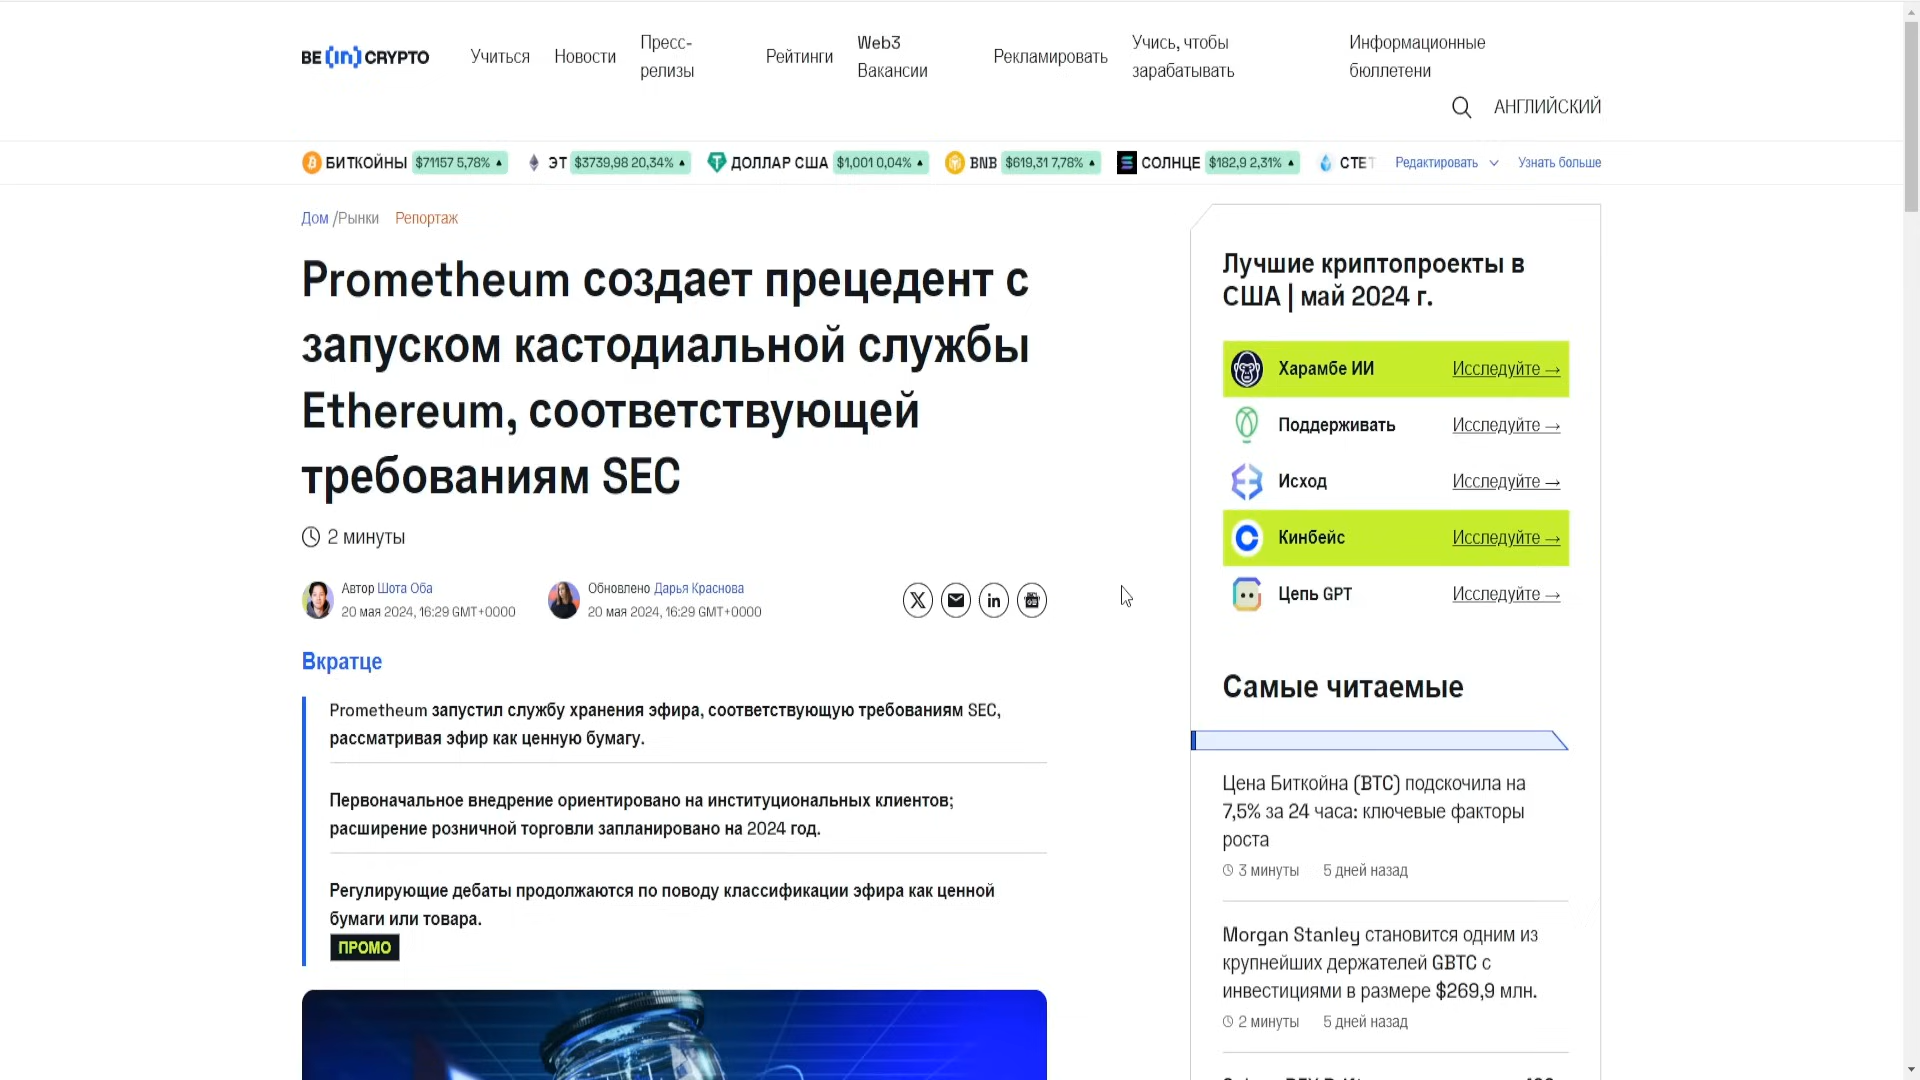 BE [in] CRYPTO
Учиться
Новости
Пресс-
релизы
Рейтинги
Web3
Вакансии
Рекламировать
Учись, чтобы
зарабатывать
Информационные
бюллетени
АНГЛИЙСКИЙ
БИТКОЙНЫ $71157 5,78% ▲
ЭТ $3739,98 20,34% ▲
ДОЛЛАР США $1,001 0,04% ▲
BNB $619,31 7,78% ▲
СОЛНЦЕ $182,9 2,31% ▲
СТЕТ
Редактировать
Узнать больше
Дом /Рынки Репортаж
Prometheum создает прецедент с
запуском кастодиальной службы
Ethereum, соответствующей
требованиям SEC
2 минуты
Автор Шота Оба
20 мая 2024, 16:29 GMT+0000
Обновлено Дарья Краснова
20 мая 2024, 16:29 GMT+0000
Вкратце
Prometheum запустил службу хранения эфира, соответствующую требованиям SEC,
рассматривая эфир как ценную бумагу.
Первоначальное внедрение ориентировано на институциональных клиентов;
расширение розничной торговли запланировано на 2024 год.
Регулирующие дебаты продолжаются по поводу классификации эфира как ценной
бумаги или товара.
ПРОМО
Лучшие криптопроекты в
США | май 2024 г.
Харамбе ИИ Исследуйте →
Поддерживать Исследуйте →
Исход Исследуйте →
Кинбейс Исследуйте →
Цепь GPT Исследуйте →
Самые читаемые
Цена Биткойна (BTC) подскочила на
7,5% за 24 часа: ключевые факторы
роста
3 минуты 5 дней назад
Morgan Stanley становится одним из
крупнейших держателей GBTC с
инвестициями в размере $269,9 млн.
2 минуты 5 дней назад